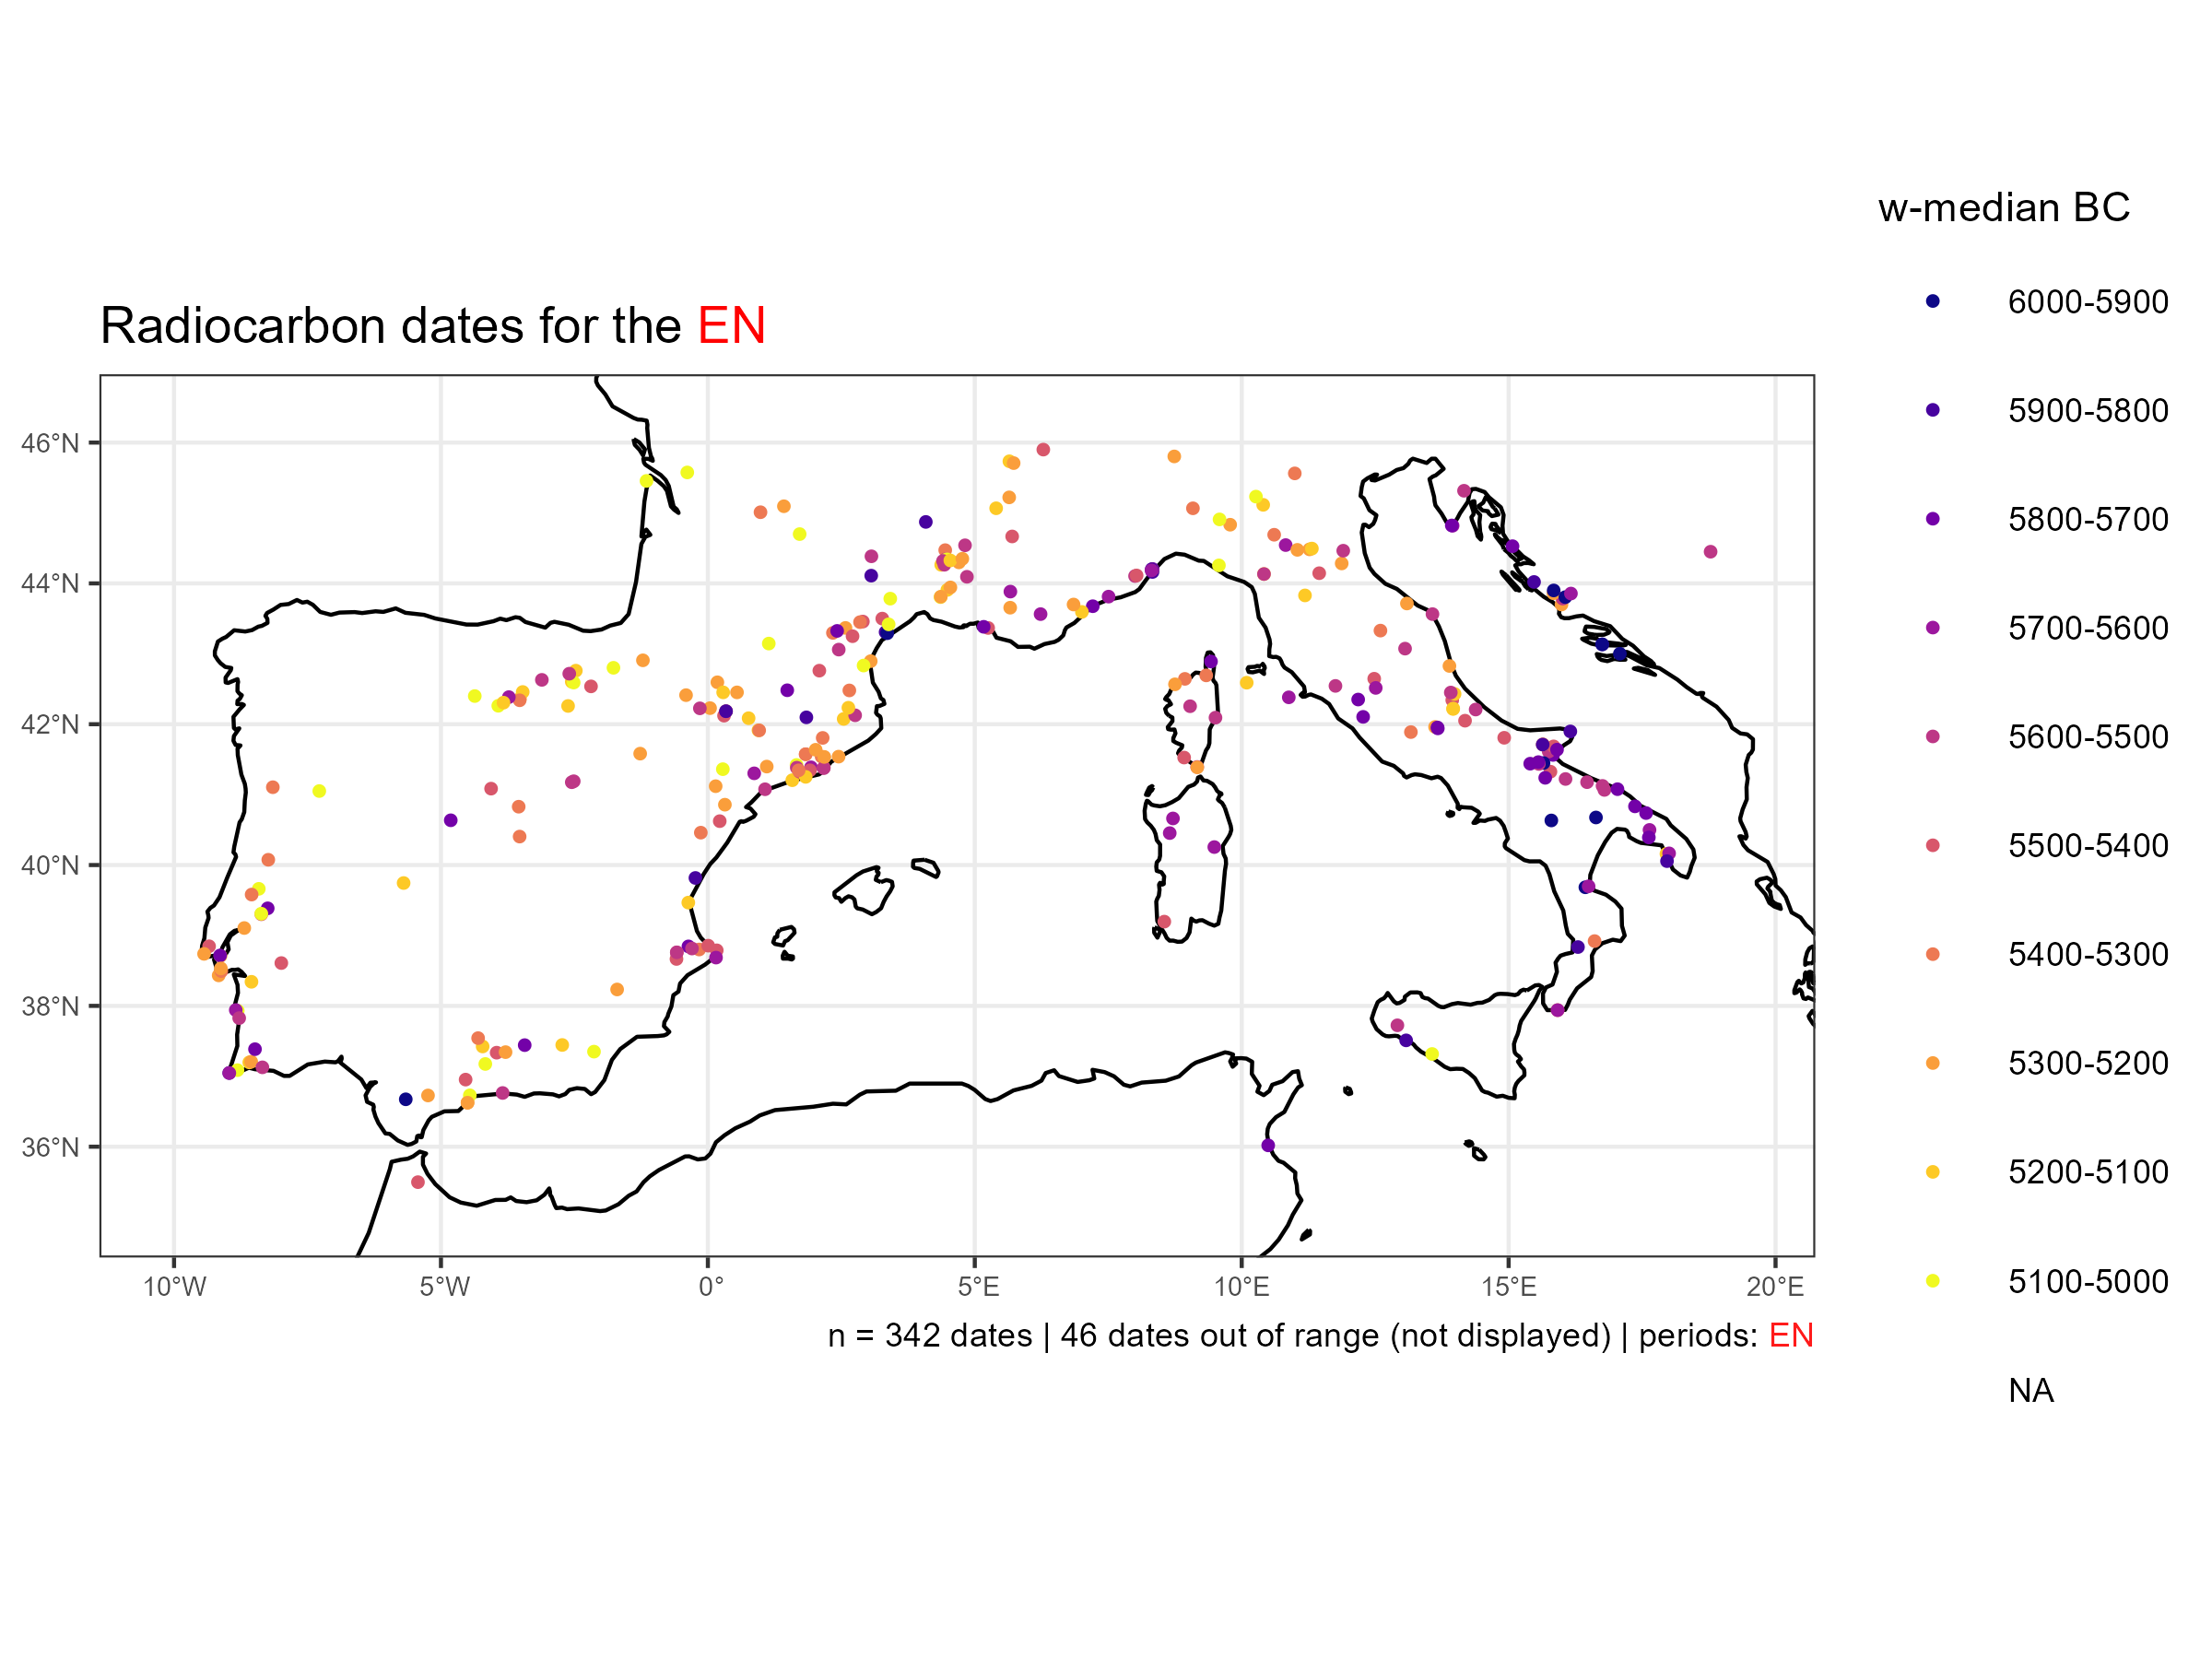 w-median BC
Radiocarbon dates for the EN
6000-5900
5900-5800
5800-5700
5700-5600
5600-5500
5500-5400
5400-5300
5300-5200
5200-5100
5100-5000
NA
46°N
44°N
42°N
40°N
38°N
36°N
10°W 5°W 0° 5°E 10°E 15°E 20°E
n = 342 dates | 46 dates out of range (not displayed) | periods: EN